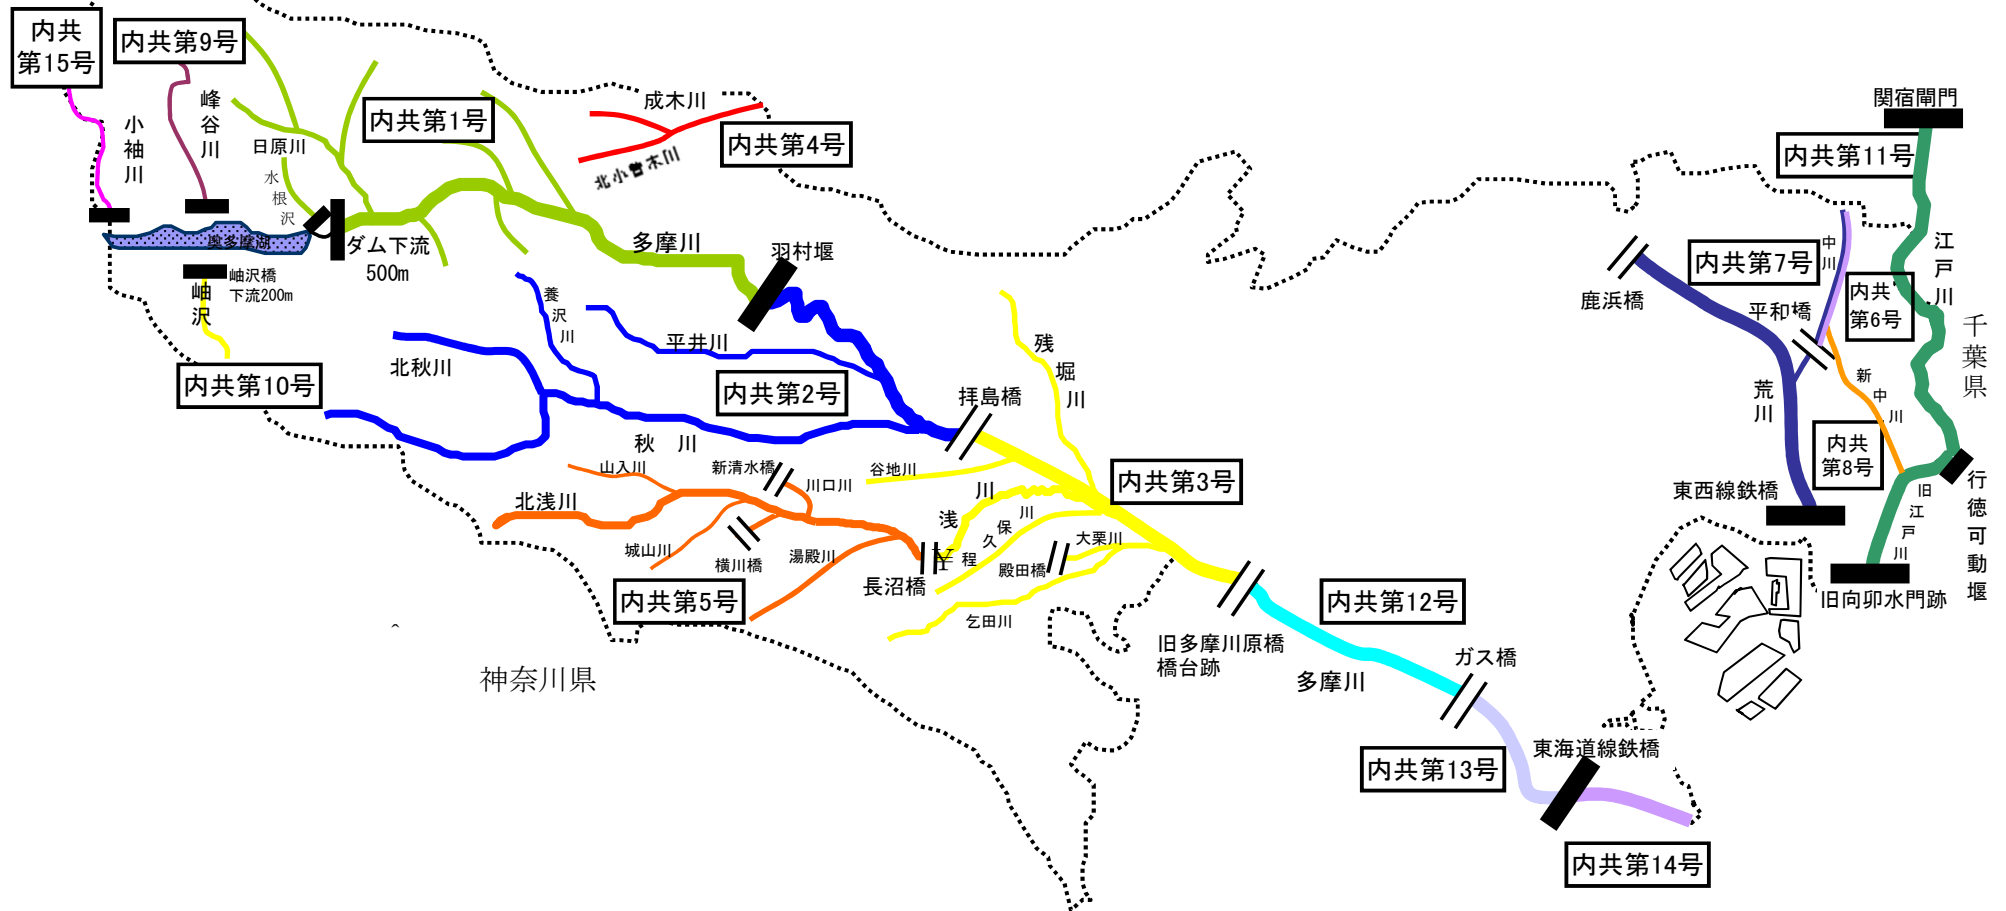 内共
第15号
内共第9号
峰谷川
小袖川
日原川
水根沢
内共第1号
成木川
北小曽木川
内共第4号
奥多摩湖
ダム下流
500m
岫沢橋
下流200m
岫沢
内共第10号
多摩川
羽村堰
養沢川
平井川
北秋川
内共第2号
秋 川
残堀川
拝島橋
谷地川
内共第3号
山入川
新清水橋
川口川
北浅川
城山川
横川橋
湯殿川
長沼橋
内共第5号
浅川
¥
程久保川
大栗川
殿田橋
乞田川
神奈川県
旧多摩川原橋
橋台跡
内共第12号
多摩川
ガス橋
内共第13号
東海道線鉄橋
内共第14号
関宿閘門
内共第11号
江戸川
中川
内共第7号
内共
第6号
鹿浜橋
平和橋
千葉県
荒川
新中川
内共
第8号
東西線鉄橋
旧江戸川
行徳可動堰
旧向卯水門跡